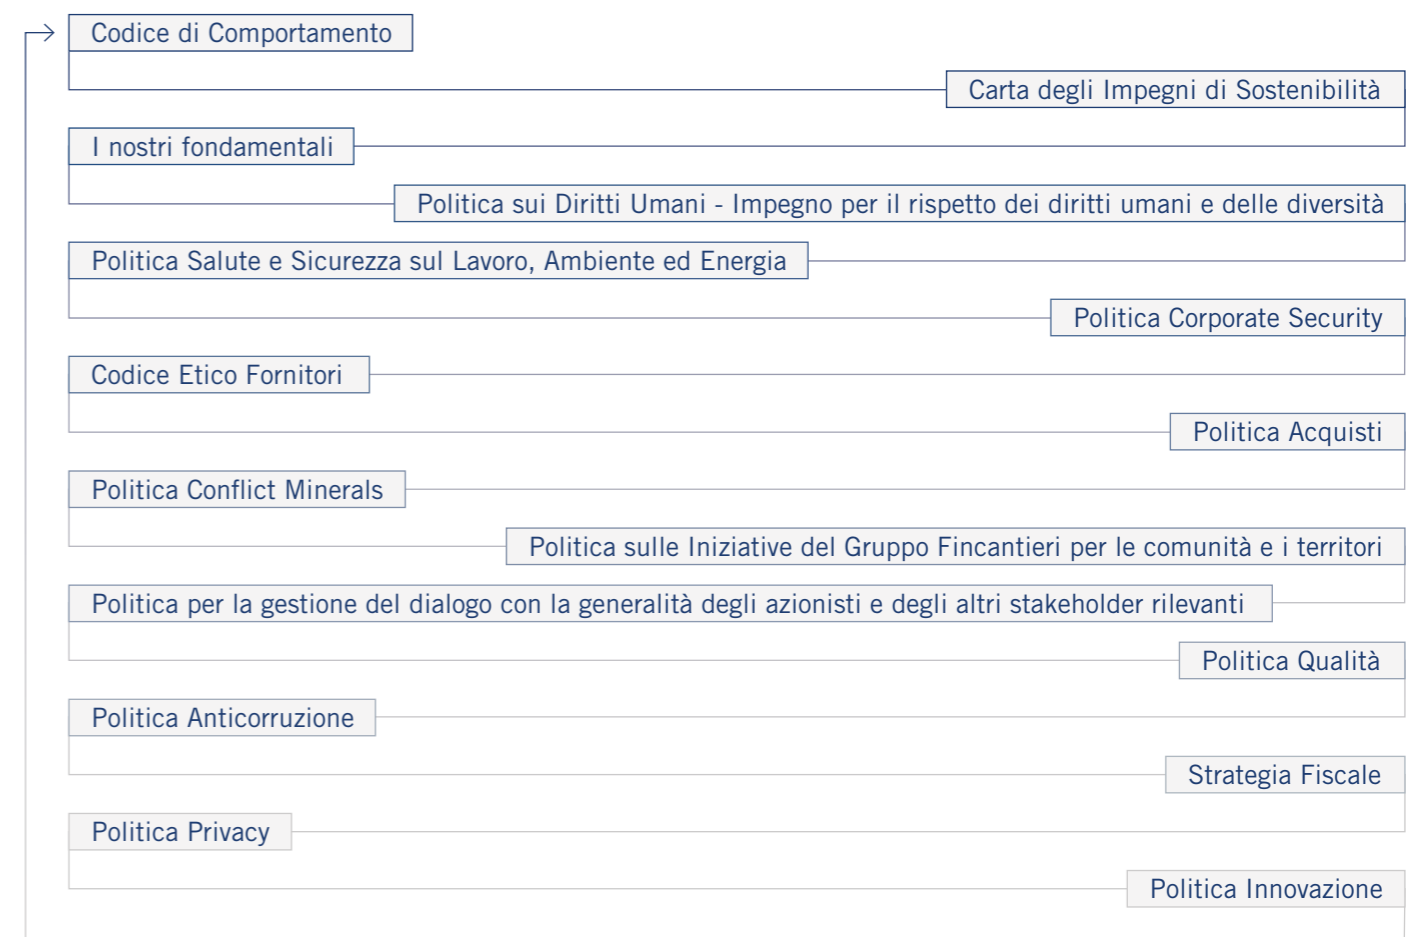 Codice di Comportamento
Carta degli Impegni di Sostenibilità
I nostri fondamentali
Politica sui Diritti Umani - Impegno per il rispetto dei diritti umani e delle diversità
Politica Salute e Sicurezza sul Lavoro, Ambiente ed Energia
Politica Corporate Security
Codice Etico Fornitori
Politica Acquisti
Politica Conflict Minerals
Politica sulle Iniziative del Gruppo Fincantieri per le comunità e i territori
Politica per la gestione del dialogo con la generalità degli azionisti e degli altri stakeholder rilevanti
Politica Qualità
Politica Anticorruzione
Strategia Fiscale
Politica Privacy
Politica Innovazione